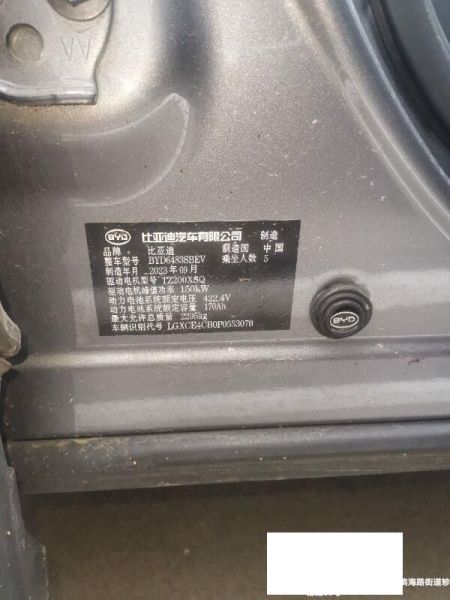 BYD 比亚迪汽车有限公司 制造
品牌 比亚迪 制造国 中国
整车型号 BYD6483SBEV 乘坐人数 5
制造年月 2023年09月
驱动电机型号 TZ200XSQ
驱动电机峰值功率 150kW
动力电池系统额定电压 422.4V
动力电池系统额定容量 170Ah
最大允许总质量 2295kg
车辆识别代号 LGXCE4CB0P0553070
BYD
滨海路街道